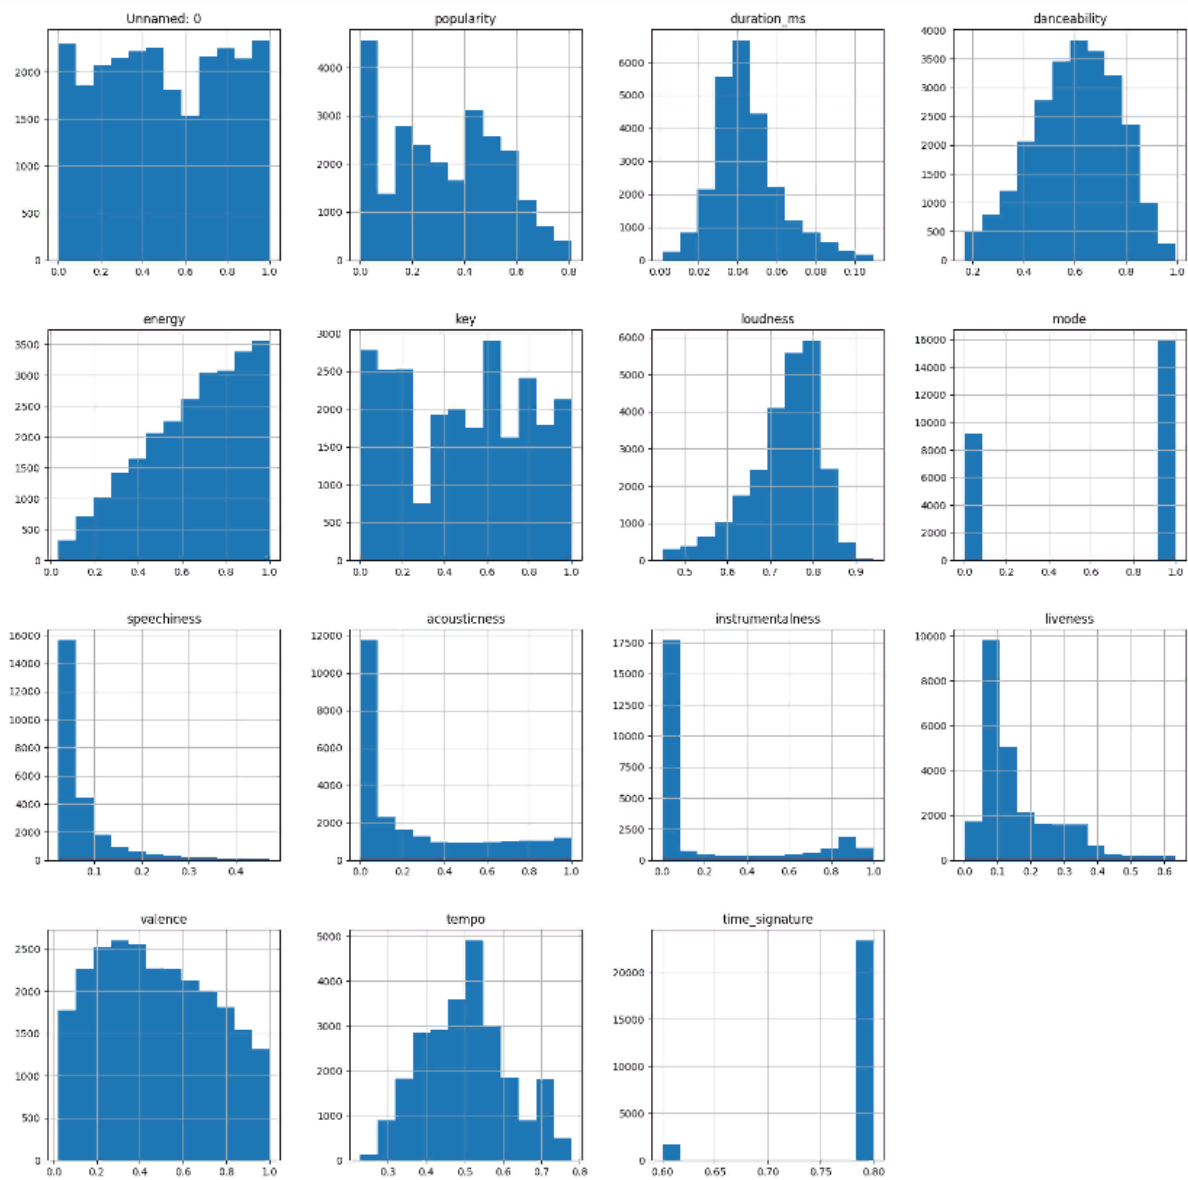 Unnamed: 0 popularity duration_ms danceability
2000 1500 1000 500 0
0.0 0.2 0.4 0.6 0.8 1.0
4000 3000 2000 1000 0
0.0 0.2 0.4 0.6 0.8
6000 5000 4000 3000 2000 1000 0
0.00 0.02 0.04 0.06 0.08 0.10
4000 3500 3000 2500 2000 1500 1000 500 0
0.2 0.4 0.6 0.8 1.0
energy key loudness mode
3500 3000 2500 2000 1500 1000 500 0
0.0 0.2 0.4 0.6 0.8 1.0
3000 2500 2000 1500 1000 500 0
0.0 0.2 0.4 0.6 0.8 1.0
6000 5000 4000 3000 2000 1000 0
0.5 0.6 0.7 0.8 0.9
16000 14000 12000 10000 8000 6000 4000 2000 0
0.0 0.2 0.4 0.6 0.8 1.0
speechiness acousticness instrumentalness liveness
16000 14000 12000 10000 8000 6000 4000 2000 0
0.1 0.2 0.3 0.4
12000 10000 8000 6000 4000 2000 0
0.0 0.2 0.4 0.6 0.8 1.0
17500 15000 12500 10000 7500 5000 2500 0
0.0 0.2 0.4 0.6 0.8 1.0
10000 8000 6000 4000 2000 0
0.0 0.1 0.2 0.3 0.4 0.5 0.6
valence tempo time_signature
2500 2000 1500 1000 500 0
0.0 0.2 0.4 0.6 0.8 1.0
5000 4000 3000 2000 1000 0
0.3 0.4 0.5 0.6 0.7 0.8
20000 15000 10000 5000 0
0.60 0.65 0.70 0.75 0.80